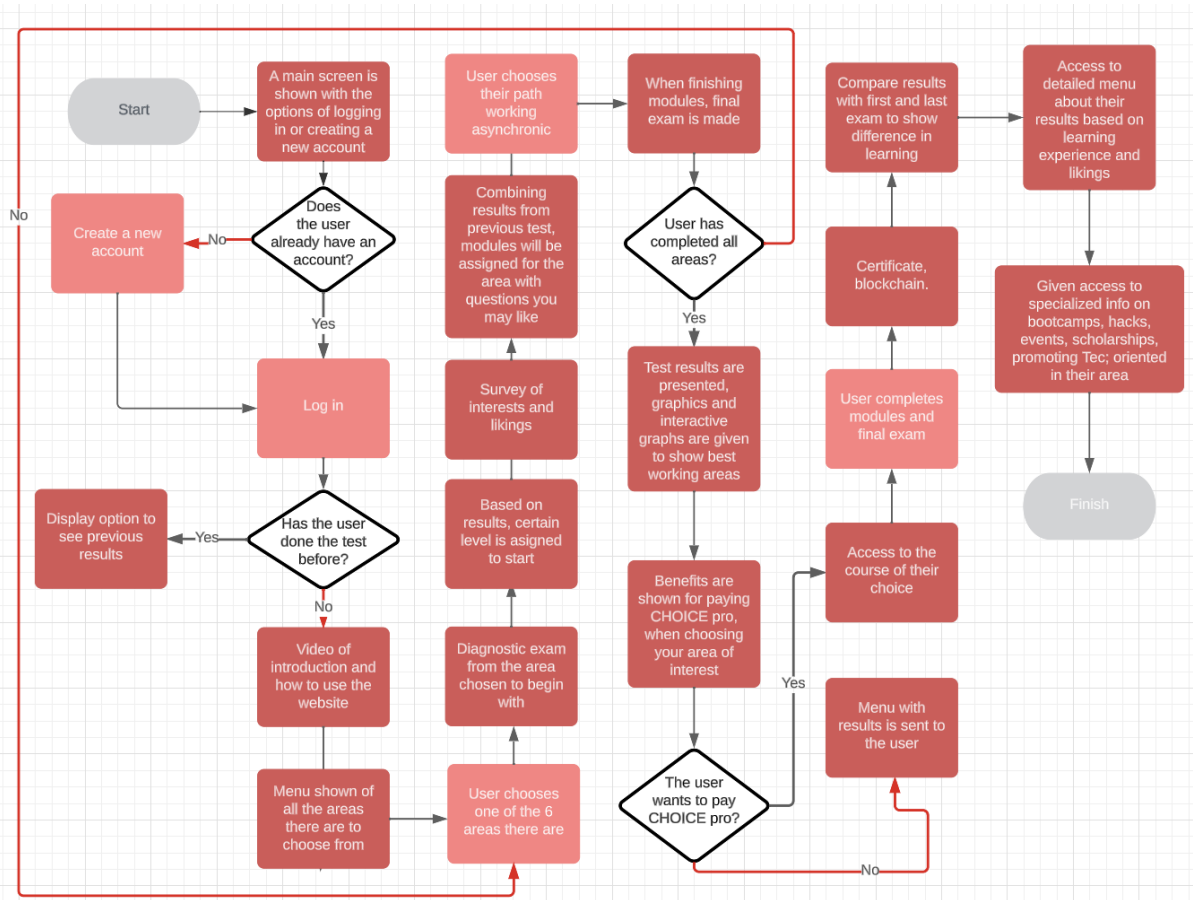 Start
A main screen is
shown with the
options of logging
in or creating a
new account
Does
the user
already have an
account?
No
Create a new
account
Yes
Log in
Has the user
done the test
before?
Yes
Display option to
see previous
results
No
Video of
introduction and
how to use the
website
Menu shown of
all the areas
there are to
choose from
User chooses
one of the 6
areas there are
Diagnostic exam
from the area
chosen to begin
with
Based on
results, certain
level is asigned
to start
Survey of
interests and
likings
Combining
results from
previous test,
modules will be
assigned for the
area with
questions you
may like
User chooses
their path
working
asynchronic
When finishing
modules, final
exam is made
User has
completed all
areas?
No
Yes
Test results are
presented,
graphics and
interactive
graphs are given
to show best
working areas
Benefits are
shown for paying
CHOICE pro,
when choosing
your area of
interest
The user
wants to pay
CHOICE pro?
No
Menu with
results is sent to
the user
Yes
Access to the
course of their
choice
User completes
modules and
final exam
Certificate,
blockchain.
Compare results
with first and last
exam to show
difference in
learning
Access to
detailed menu
about their
results based on
learning
experience and
likings
Given access to
specialized info on
bootcamps, hacks,
events, scholarships,
promoting Tec; oriented
in their area
Finish